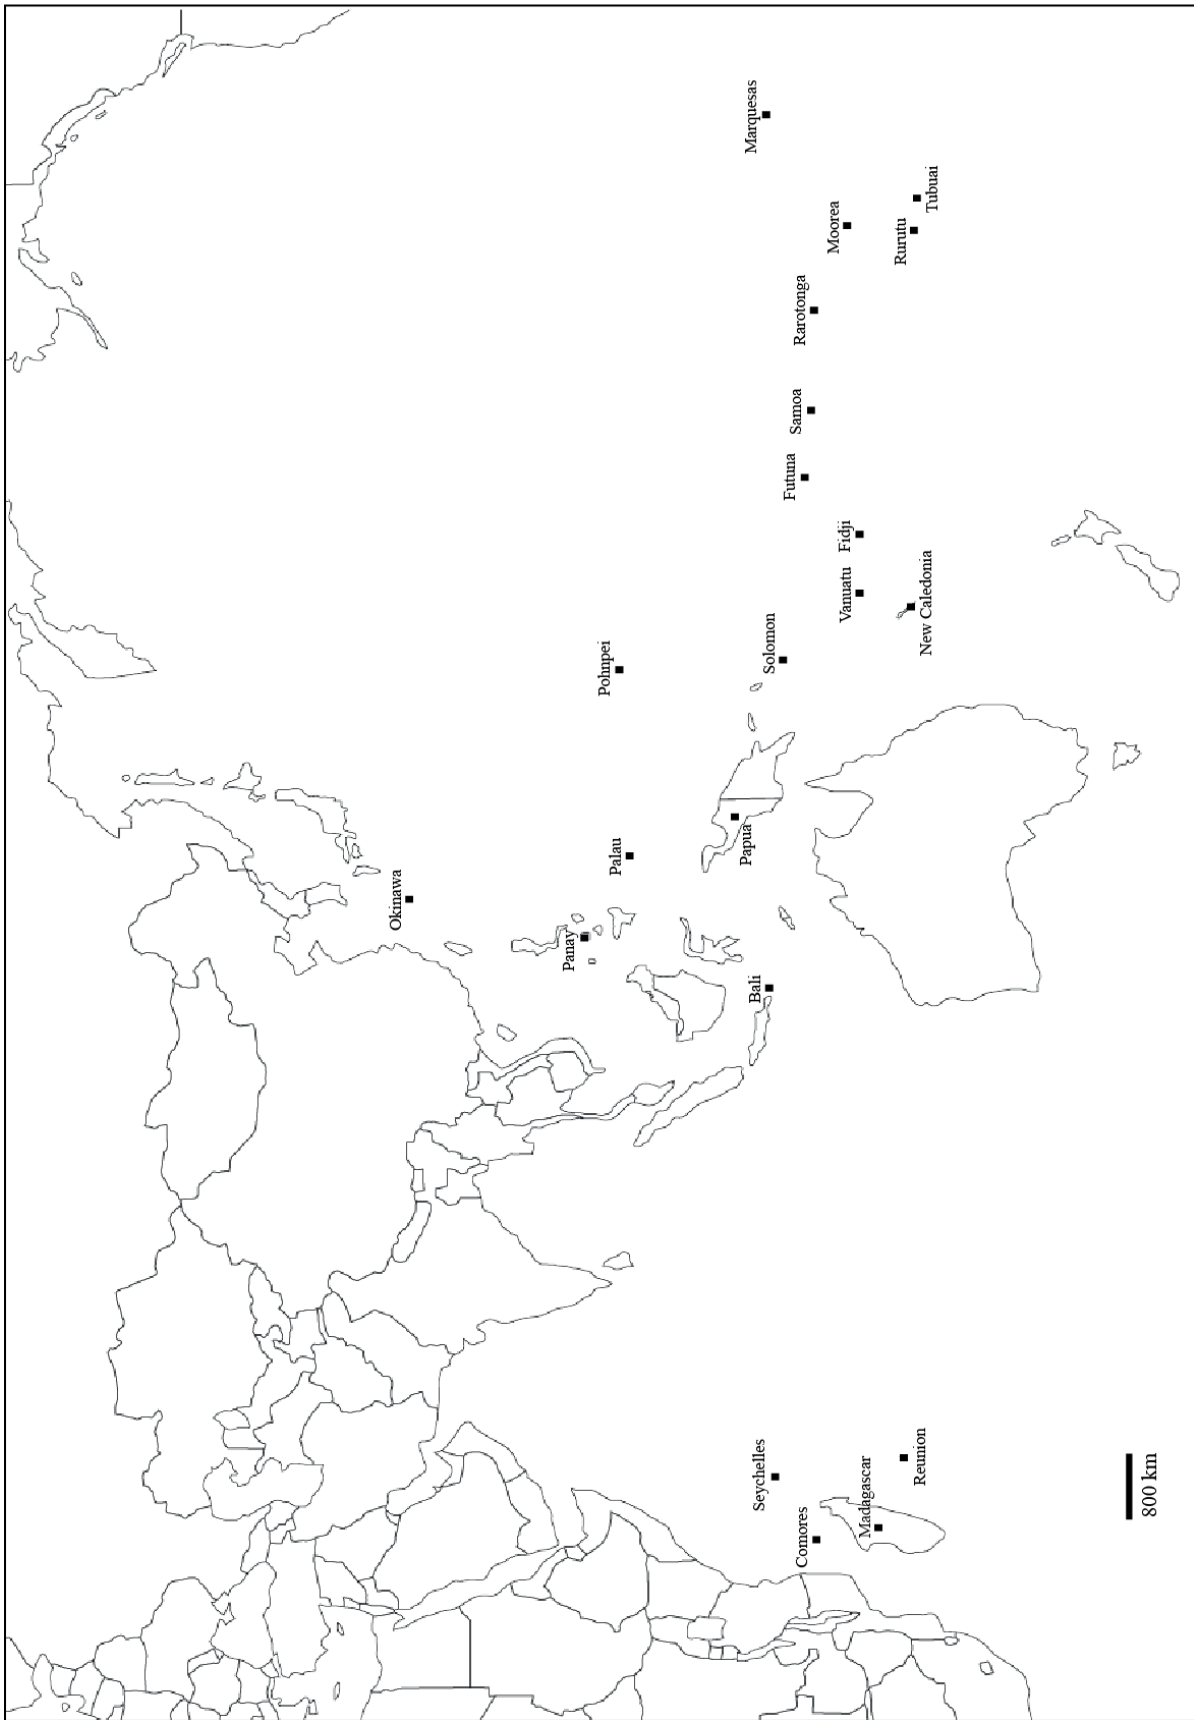 Okinawa
Panay
Palau
Pohnpei
Bali
Papua
Solomon
Vanuatu
Fidji
New Caledonia
Futuna
Samoa
Rarotonga
Moorea
Rurutu
Tubuai
Marquesas
Seychelles
Comores
Madagascar
Reunion
800 km